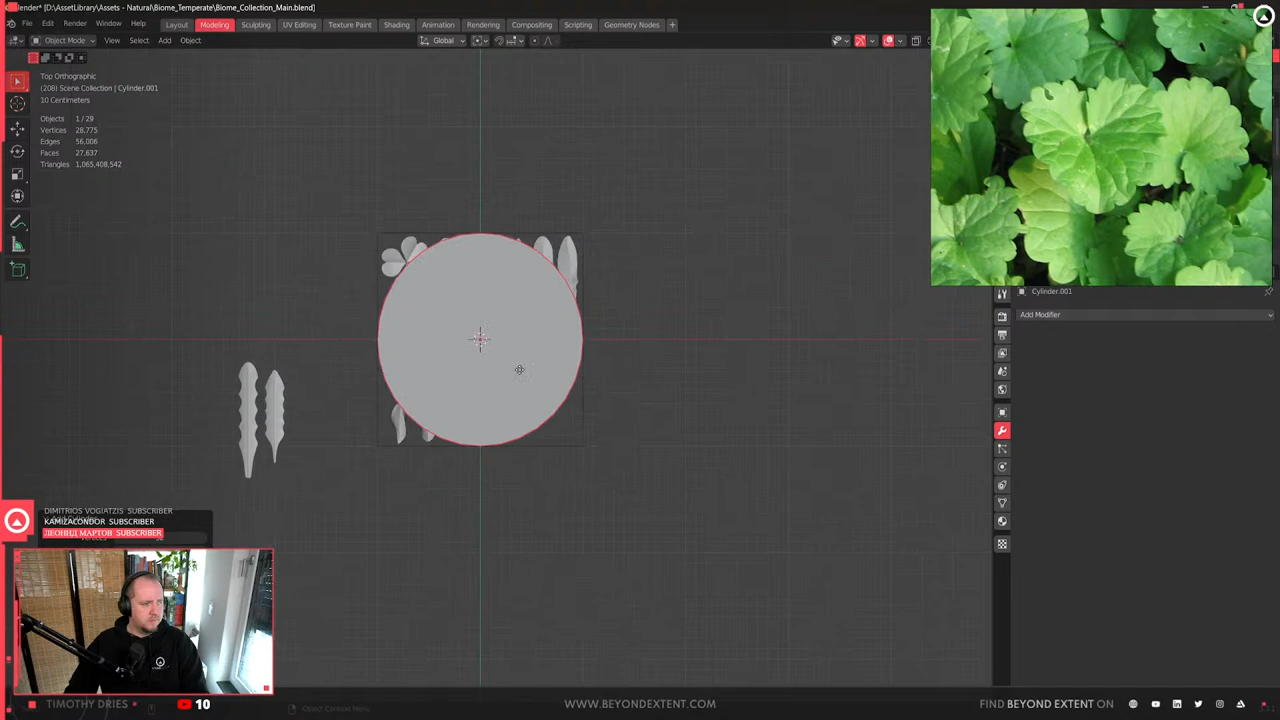 [D:\AssetLibrary\Assets - Natural\Biome_Temperate\Biome_Collection_Main.blend]
File Edit Render Window Help Layout Modeling Sculpting UV Editing Texture Paint Shading Animation Rendering Compositing Scripting Geometry Nodes +
Object Mode View Select Add Object Global
Top Orthographic
(208) Scene Collection | Cylinder.001
10 Centimeters
Objects 1 / 29
Vertices 28,775
Edges 56,006
Faces 27,637
Triangles 1,065,408,542
Cylinder.001
Add Modifier
DIMITRIOS VOGIATZIS SUBSCRIBER
KAMIZACONDOR SUBSCRIBER
ЛЕОНИД МАРТОВ SUBSCRIBER
TIMOTHY DRIES 10 WWW.BEYONDEXTENT.COM FIND BEYOND EXTENT ON